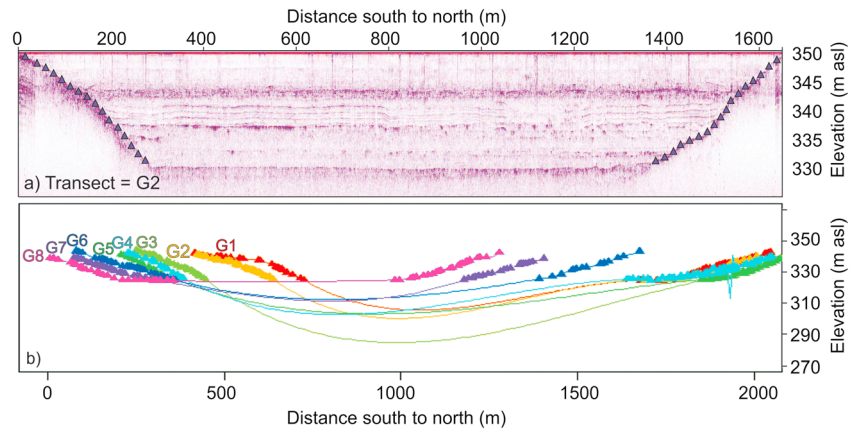 Distance south to north (m)
0 200 400 600 800 1000 1200 1400 1600
350
345
340
335
330
Elevation (m asl)
a) Transect = G2
G8 G7 G6 G5 G4 G3 G2 G1
350
330
310
290
270
Elevation (m asl)
b)
0 500 1000 1500 2000
Distance south to north (m)